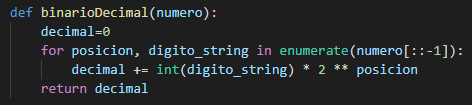 def binarioDecimal(numero):
    decimal=0
    for posicion, digito_string in enumerate(numero[::-1]):
        decimal += int(digito_string) * 2 ** posicion
    return decimal